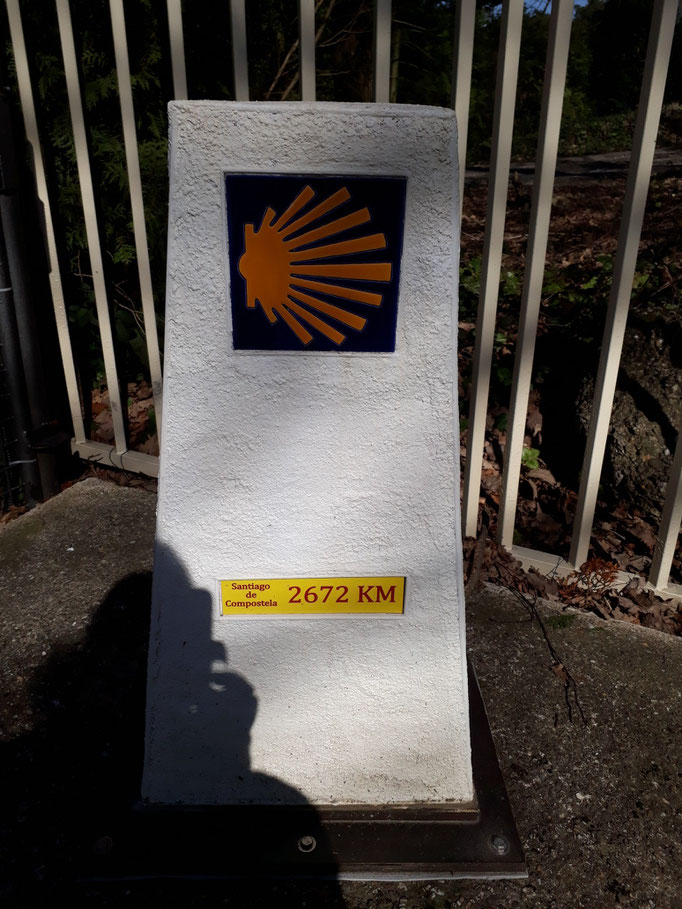 Santiago
de
Compostela
2672 KM